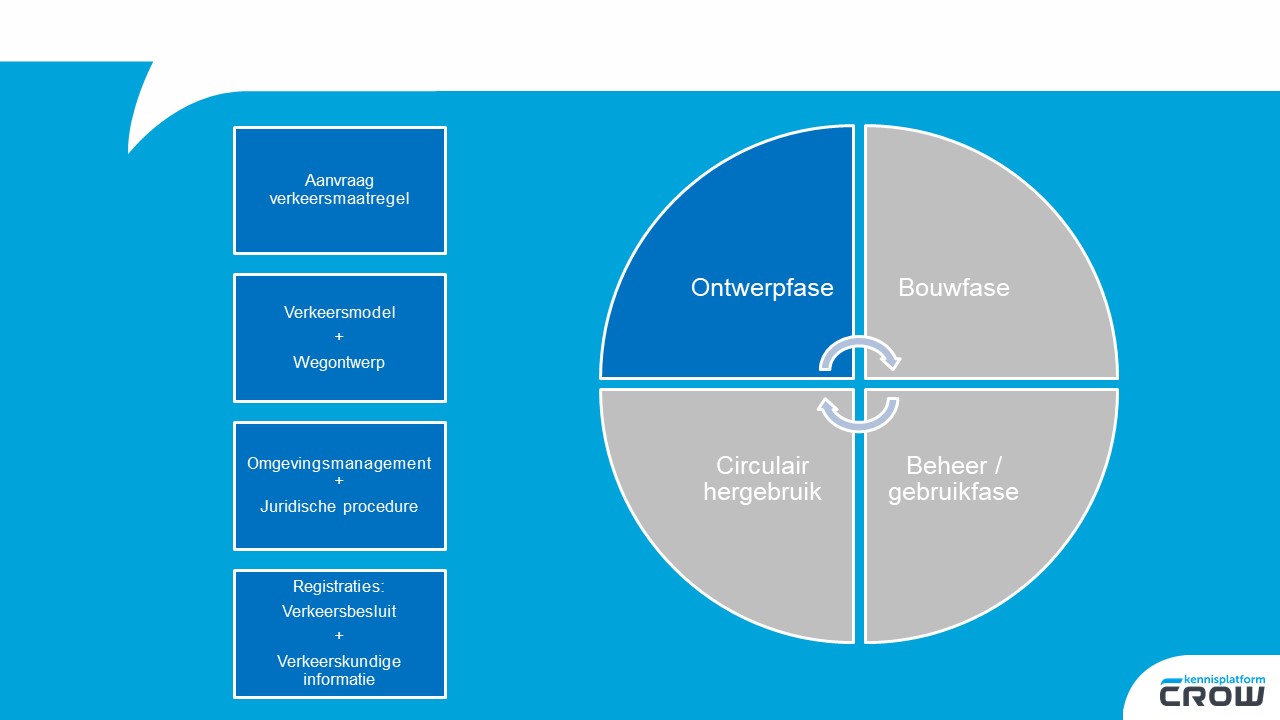 Aanvraag
verkeersmaatregel
Verkeersmodel
+
Wegontwerp
Omgevingsmanagement
+
Juridische procedure
Registraties:
Verkeersbesluit
+
Verkeerskundige
informatie
Ontwerpfase
Bouwfase
Circulair
hergebruik
Beheer /
gebruikfase
kennisplatform
CROW